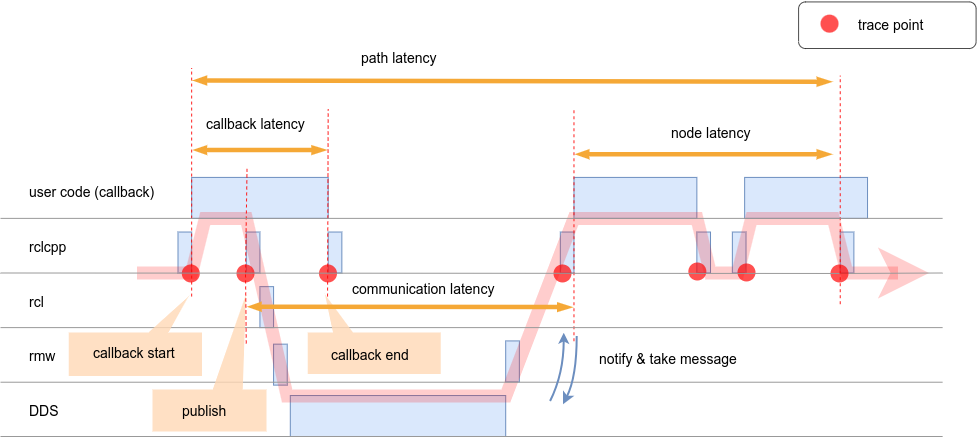 trace point
path latency
callback latency
node latency
user code (callback)
rclcpp
communication latency
rcl
callback start
callback end
rmw
notify & take message
publish
DDS